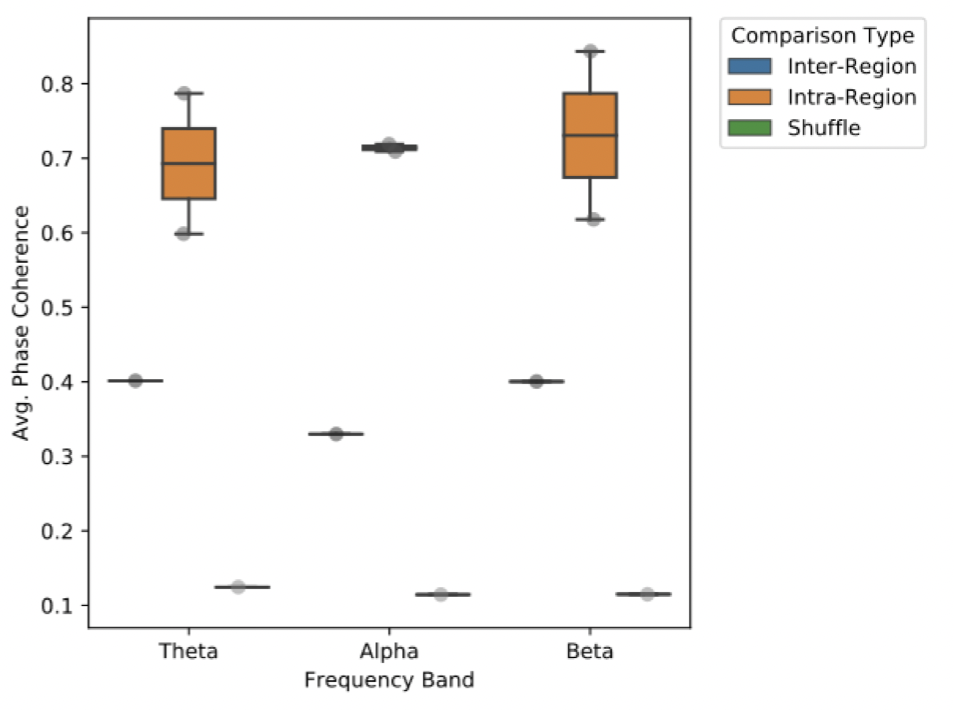 Comparison Type
Inter-Region
Intra-Region
Shuffle
Avg. Phase Coherence
0.8
0.7
0.6
0.5
0.4
0.3
0.2
0.1
Theta Alpha Beta
Frequency Band